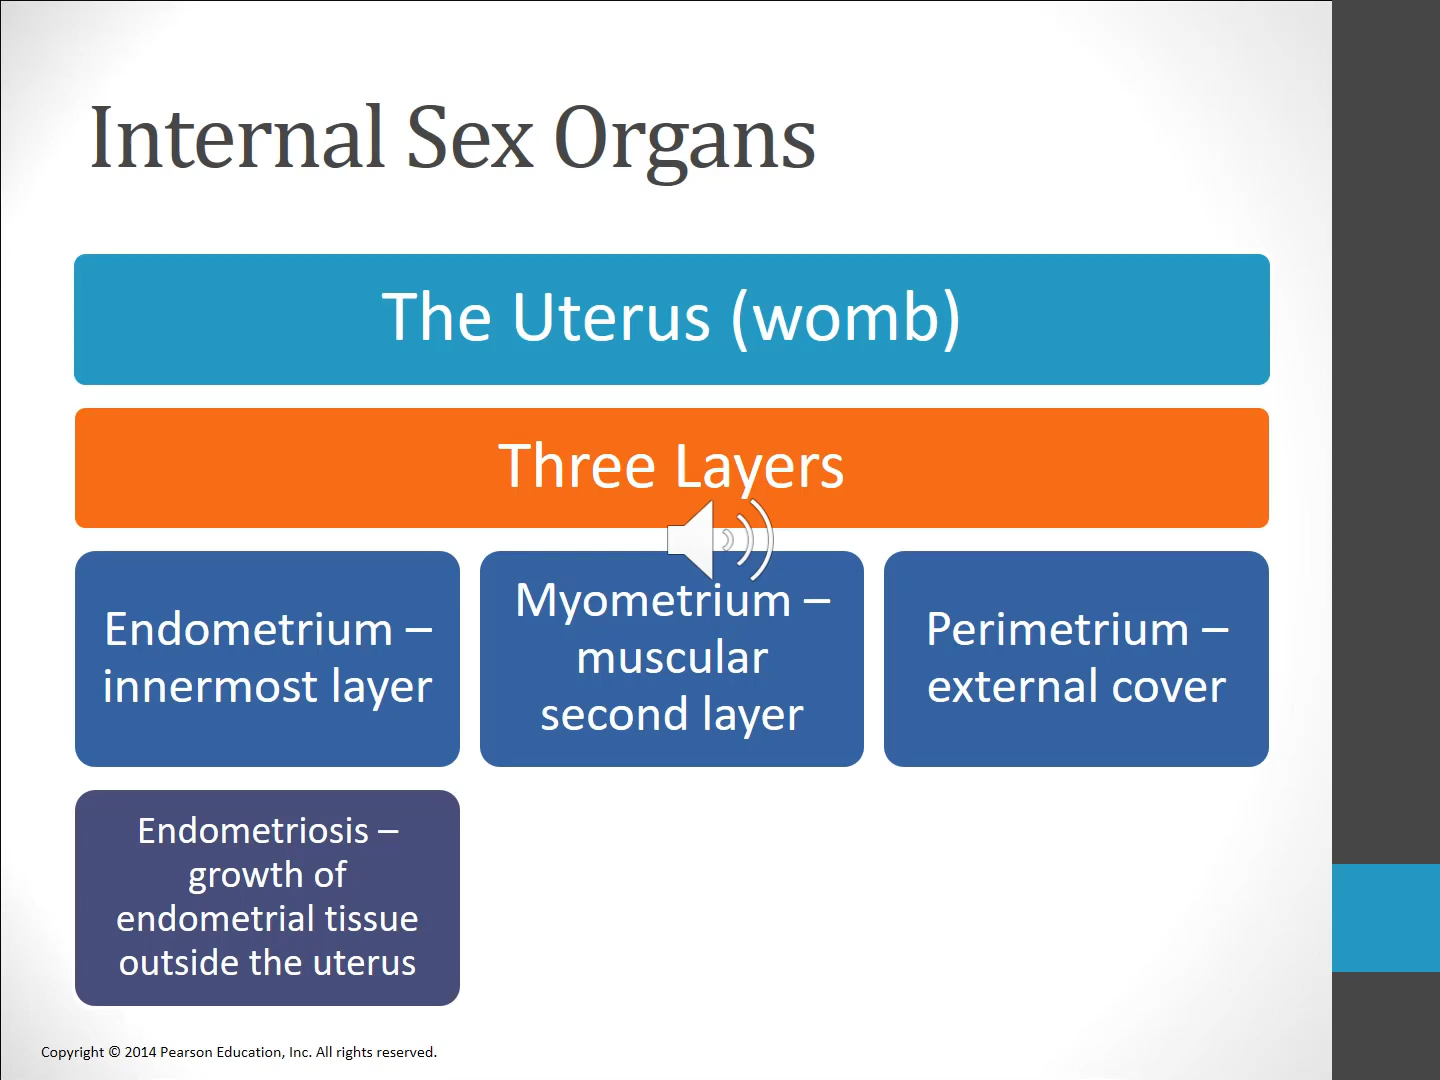 Internal Sex Organs
The Uterus (womb)
Three Layers
Endometrium –
innermost layer
Myometrium –
muscular
second layer
Perimetrium –
external cover
Endometriosis –
growth of
endometrial tissue
outside the uterus
Copyright © 2014 Pearson Education, Inc. All rights reserved.